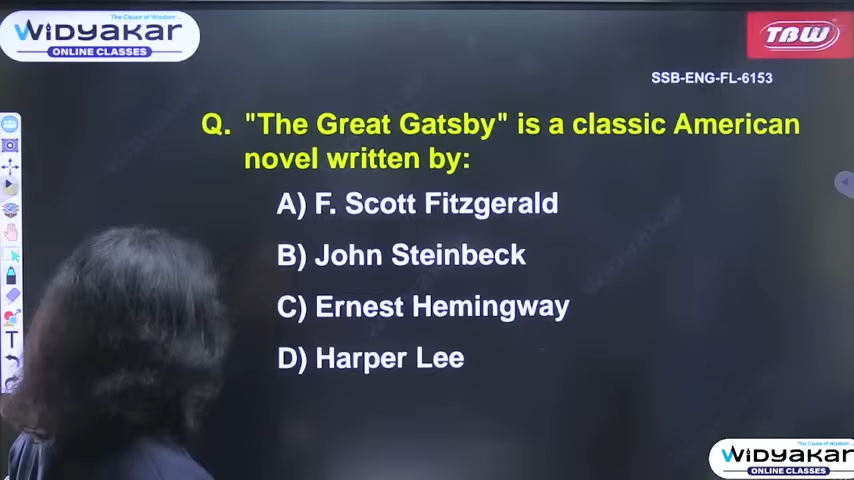 The Cause of Wisdom ...
WIDYAKAR
ONLINE CLASSES
TBW
SSB-ENG-FL-6153
Q. "The Great Gatsby" is a classic American
novel written by:
A) F. Scott Fitzgerald
B) John Steinbeck
C) Ernest Hemingway
D) Harper Lee
T
The Cause of Wisdom ...
WIDYAKAR
ONLINE CLASSES